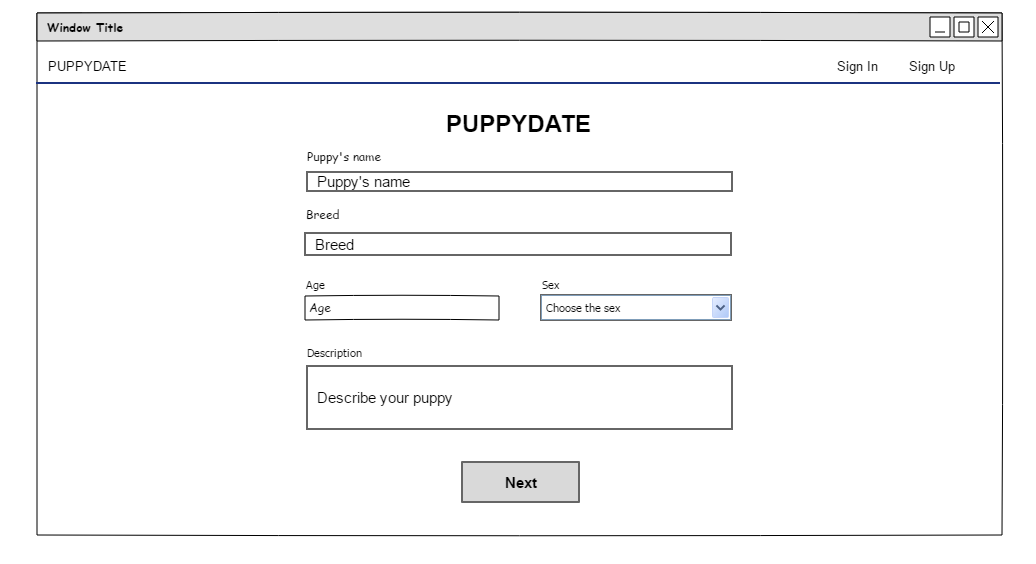 Window Title
PUPPYDATE
Sign In
Sign Up
PUPPYDATE
Puppy's name
Puppy's name
Breed
Breed
Age
Sex
Age
Choose the sex
Description
Describe your puppy
Next